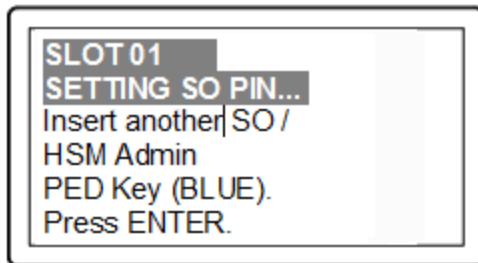 SLOT 01
SETTING SO PIN...
Insert another SO /
HSM Admin
PED Key (BLUE).
Press ENTER.